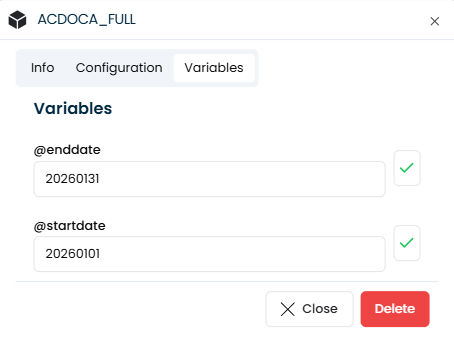 ACDOCA_FULL
Info Configuration Variables
Variables
@enddate
20260131
@startdate
20260101
Close Delete